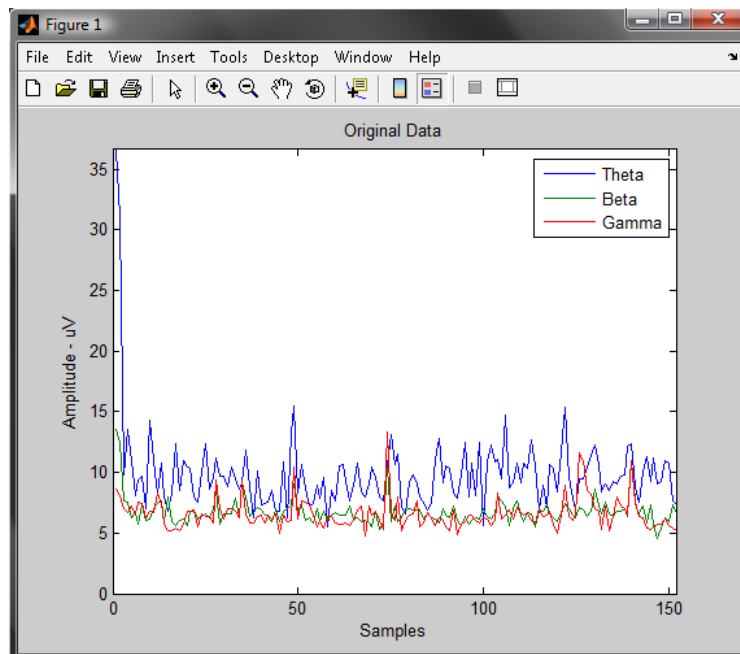 Figure 1
File Edit View Insert Tools Desktop Window Help
Original Data
Theta
Beta
Gamma
35
30
25
20
15
10
5
0
Amplitude - uV
0 50 100 150
Samples